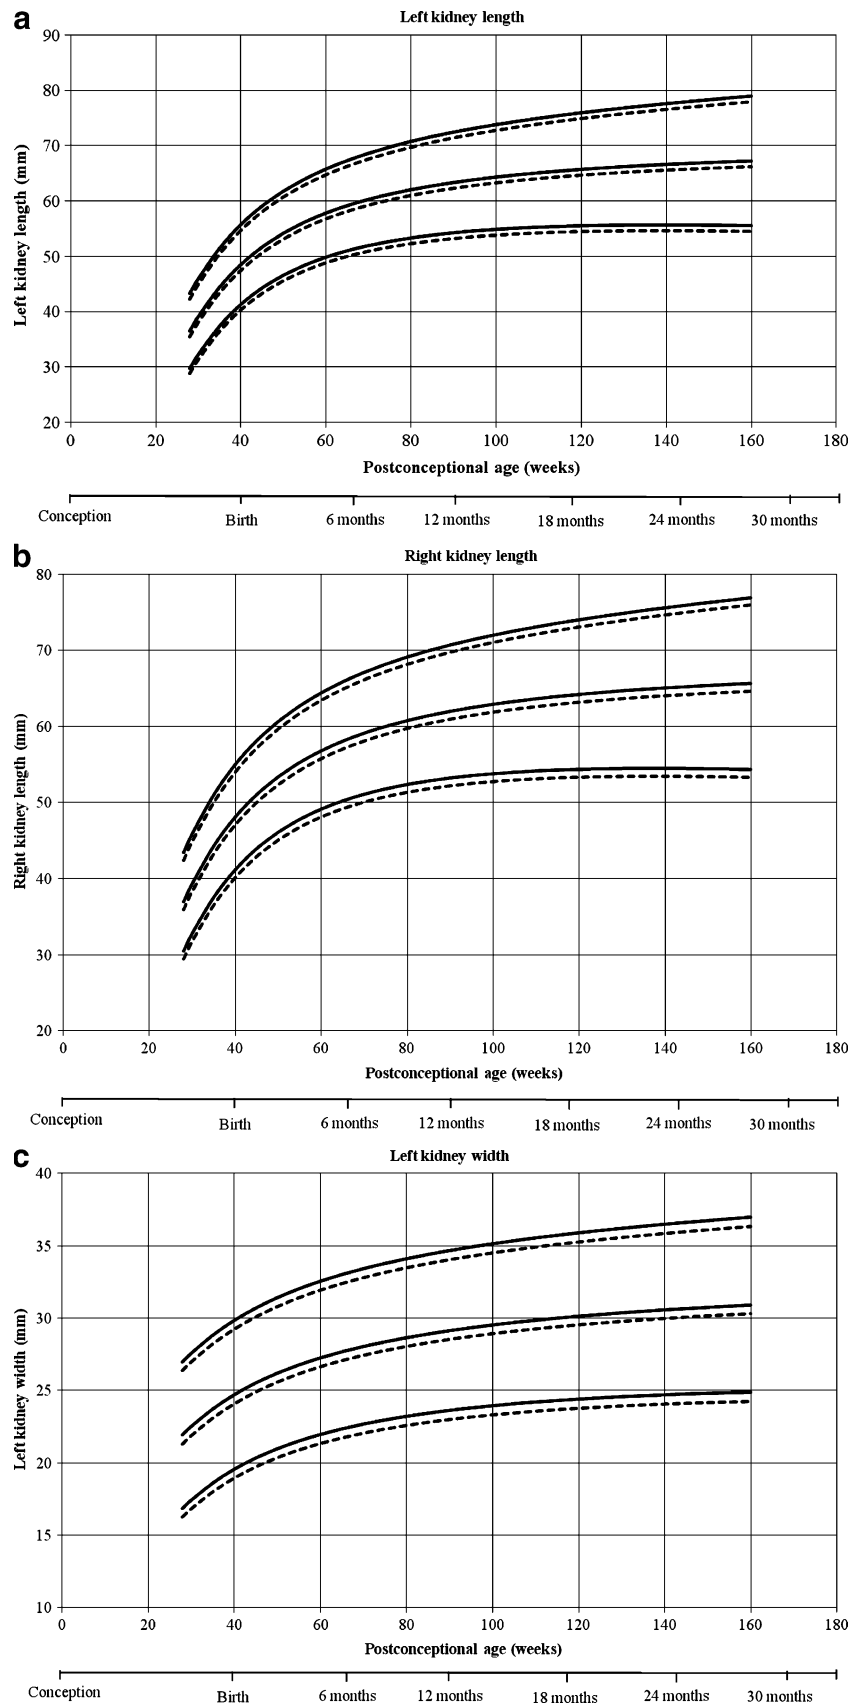 a
Left kidney length
90
80
70
60
50
40
30
20
Left kidney length (mm)
0 20 40 60 80 100 120 140 160 180
Postconceptional age (weeks)
Conception Birth 6 months 12 months 18 months 24 months 30 months
b
Right kidney length
80
70
60
50
40
30
20
Right kidney length (mm)
0 20 40 60 80 100 120 140 160 180
Postconceptional age (weeks)
Conception Birth 6 months 12 months 18 months 24 months 30 months
c
Left kidney width
40
35
30
25
20
15
10
Left kidney width (mm)
0 20 40 60 80 100 120 140 160 180
Postconceptional age (weeks)
Conception Birth 6 months 12 months 18 months 24 months 30 months